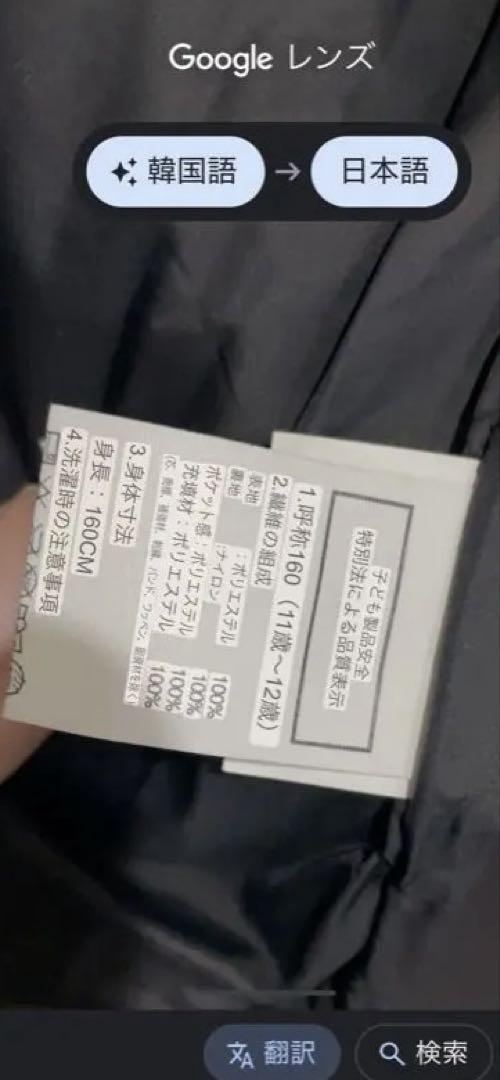 Google レンズ
韓国語 → 日本語
子ども製品安全
特別法による品質表示
1.呼称160（11歳～12歳）
2.繊維の組成
表地 : ポリエステル 100%
裏地 : ナイロン 100%
ポケット感 : ポリエステル 100%
充填材 : ポリエステル 100%
3.身体寸法
身長 : 160CM
4.洗濯時の注意事項
翻訳
検索